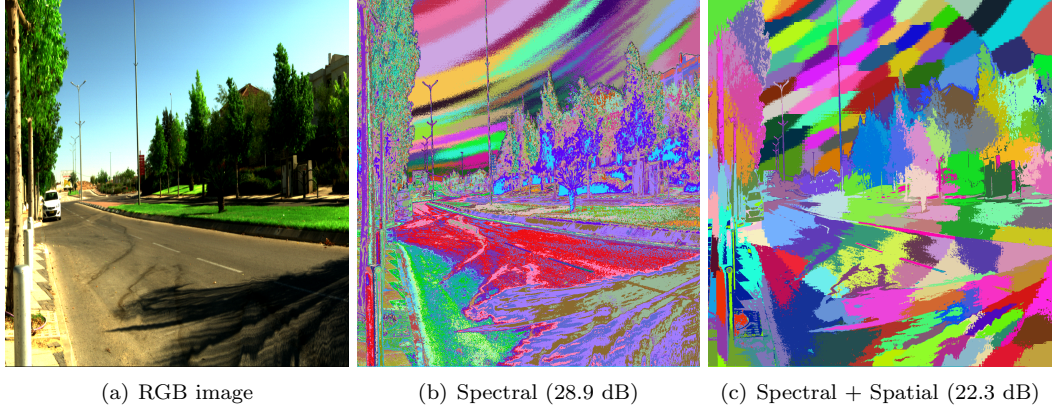 (a) RGB image
(b) Spectral (28.9 dB)
(c) Spectral + Spatial (22.3 dB)